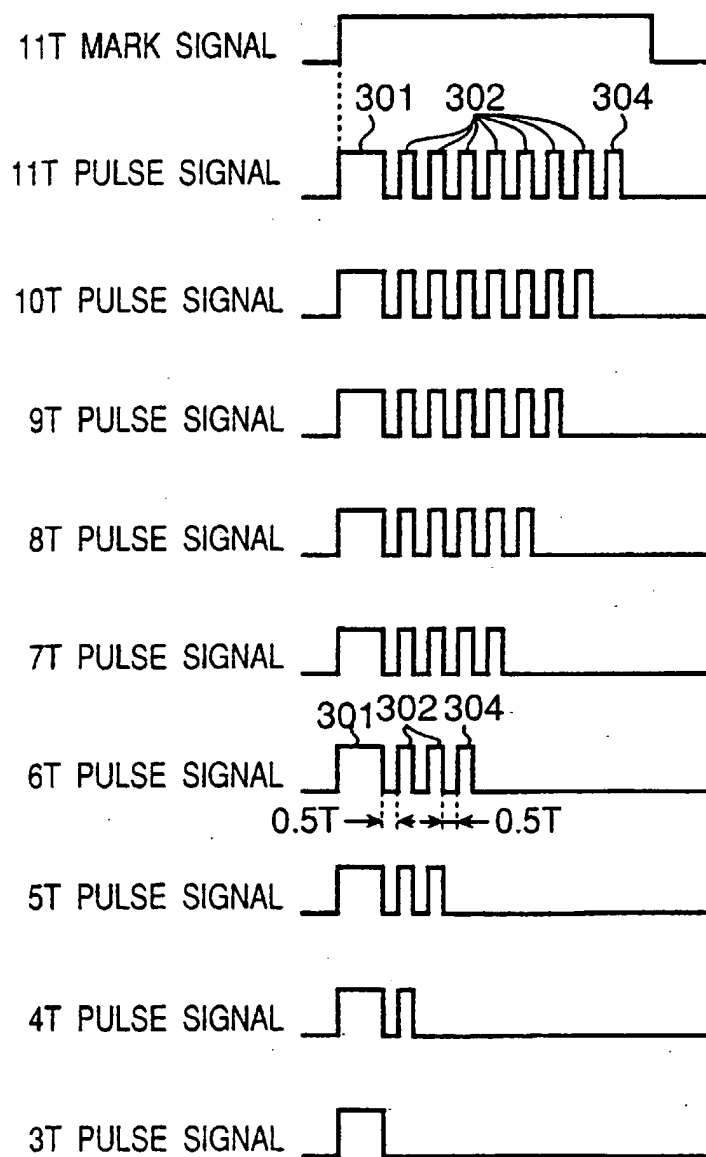 11T MARK SIGNAL
301 302 304
11T PULSE SIGNAL
10T PULSE SIGNAL
9T PULSE SIGNAL
8T PULSE SIGNAL
7T PULSE SIGNAL
301 302 304
6T PULSE SIGNAL
0.5T 0.5T
5T PULSE SIGNAL
4T PULSE SIGNAL
3T PULSE SIGNAL